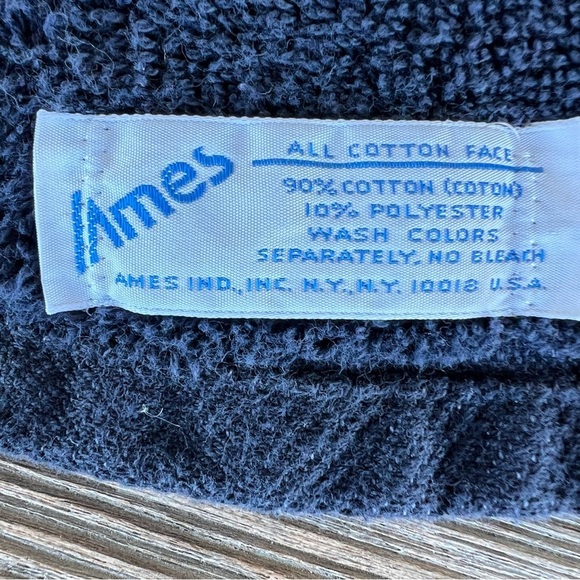 Ames
ALL COTTON FACE
90% COTTON (COTON)
10% POLYESTER
WASH COLORS
SEPARATELY, NO BLEACH
AMES IND., INC. N.Y., N.Y. 10018 U.S.A.